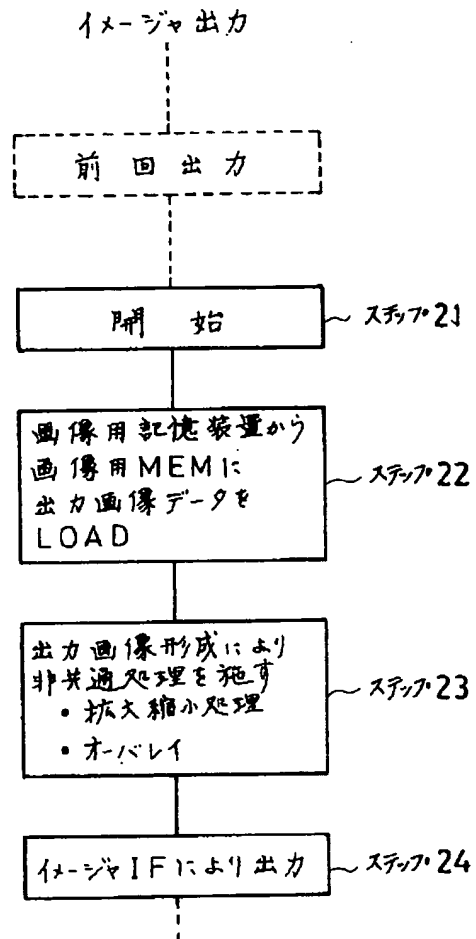 イメージャ出力
前回出力
開始
ステップ21
画像用記憶装置から
画像用MEMに
出力画像データを
LOAD
ステップ22
出力画像形成により
非共通処理を施す
• 拡大縮小処理
• オーバレイ
ステップ23
イメージャIFにより出力
ステップ24